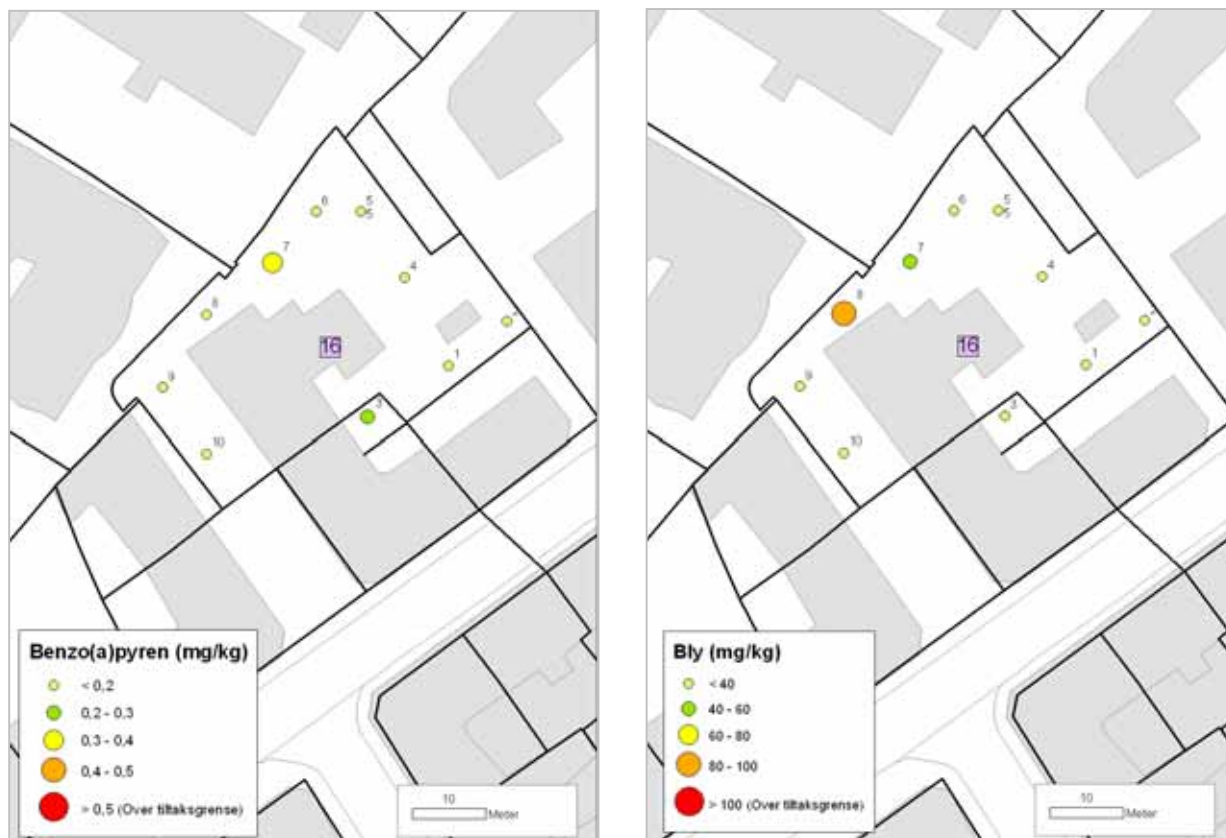 6
5
5
7
4
8
16
1
9
3
10
Benzo(a)pyren (mg/kg)
< 0,2
0,2 - 0,3
0,3 - 0,4
0,4 - 0,5
> 0,5 (Over tiltaksgrense)
10
Meter
6
5
5
7
4
8
16
1
9
3
10
Bly (mg/kg)
< 40
40 - 60
60 - 80
80 - 100
> 100 (Over tiltaksgrense)
10
Meter